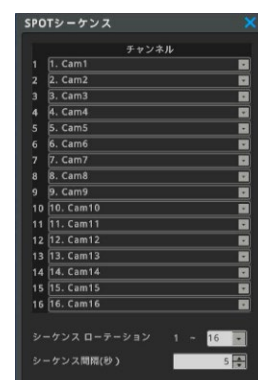 SPOTシーケンス
チャンネル
1 1. Cam1
2 2. Cam2
3 3. Cam3
4 4. Cam4
5 5. Cam5
6 6. Cam6
7 7. Cam7
8 8. Cam8
9 9. Cam9
10 10. Cam10
11 11. Cam11
12 12. Cam12
13 13. Cam13
14 14. Cam14
15 15. Cam15
16 16. Cam16
シーケンス ローテーション 1 ~ 16
シーケンス間隔(秒) 5